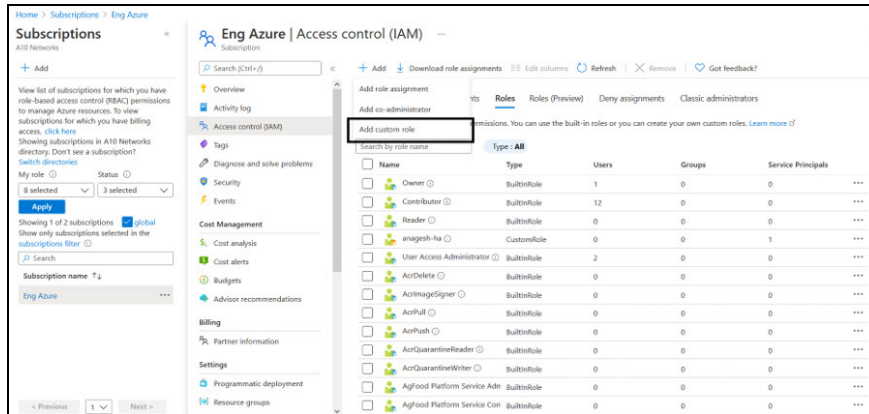 Home > Subscriptions > Eng Azure
Subscriptions
A10 Networks
+ Add
View list of subscriptions for which you have
role-based access control (RBAC) permissions
to manage Azure resources. To view
subscriptions for which you have billing
access, click here
Showing subscriptions in A10 Networks
directory. Don't see a subscription?
Switch directories
My role Status
8 selected 3 selected
Apply
Showing 1 of 2 subscriptions global
Show only subscriptions selected in the
subscriptions filter
Search
Subscription name ↑↓
Eng Azure ...
< Previous 1 Next >
Eng Azure | Access control (IAM) ...
Subscription
Search (Ctrl+/)
Overview
Activity log
Access control (IAM)
Tags
Diagnose and solve problems
Security
Events
Cost Management
Cost analysis
Cost alerts
Budgets
Advisor recommendations
Billing
Partner information
Settings
Programmatic deployment
Resource groups
+ Add Download role assignments Edit columns Refresh Remove Got feedback?
Add role assignment
Add co-administrator
Add custom role
nts Roles Roles (Preview) Deny assignments Classic administrators
ermissions. You can use the built-in roles or you can create your own custom roles. Learn more
Search by role name Type : All
Name Type Users Groups Service Principals
Owner BuiltInRole 1 0 0 ...
Contributor BuiltInRole 12 0 0 ...
Reader BuiltInRole 0 0 0 ...
anagesh-ha CustomRole 0 0 1 ...
User Access Administrator BuiltInRole 2 0 0 ...
AcrDelete BuiltInRole 0 0 0 ...
AcrImageSigner BuiltInRole 0 0 0 ...
AcrPull BuiltInRole 0 0 0 ...
AcrPush BuiltInRole 0 0 0 ...
AcrQuarantineReader BuiltInRole 0 0 0 ...
AcrQuarantineWriter BuiltInRole 0 0 0 ...
AgFood Platform Service Adm BuiltInRole 0 0 0 ...
AgFood Platform Service Con BuiltInRole 0 0 0 ...